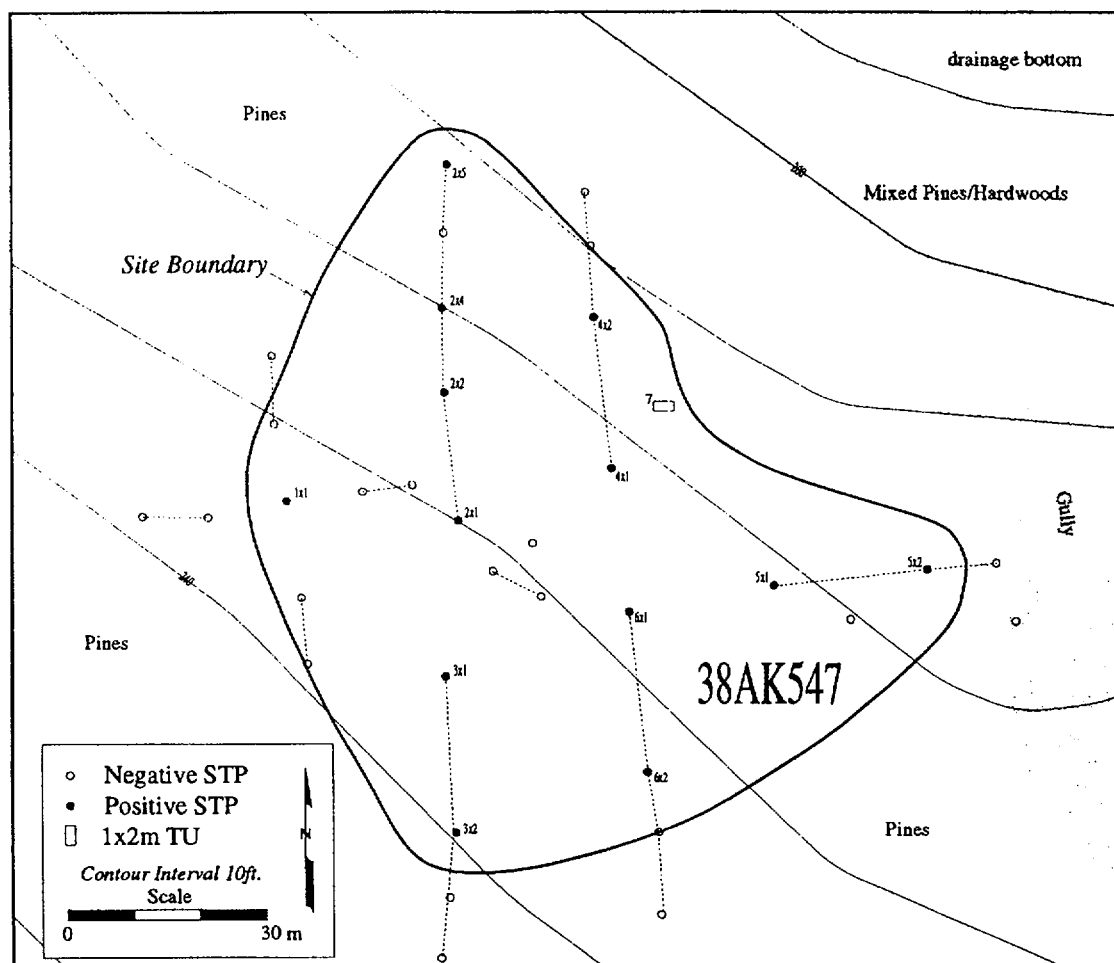 drainage bottom
Pines
2x5
Mixed Pines/Hardwoods
Site Boundary
2x4
4x2
2x2
7
4x1
1x1
2x1
Gully
5x2
240
5x1
6x1
Pines
3x1
38AK547
6x2
Pines
3x2
Negative STP
Positive STP
1x2m TU
N
Contour Interval 10ft.
Scale
0 30 m